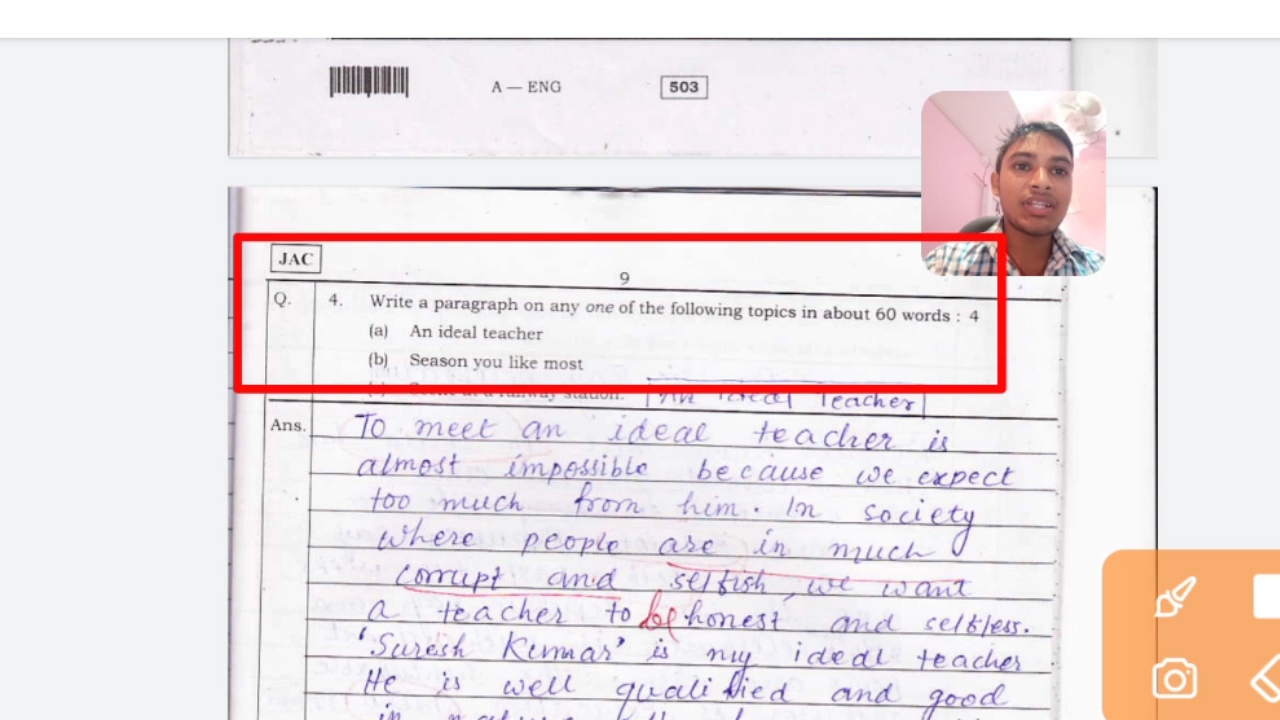 A — ENG 503
JAC
9
Q. 4. Write a paragraph on any one of the following topics in about 60 words : 4
(a) An ideal teacher
(b) Season you like most
station. An Ideal Teacher
Ans. To meet an ideal teacher is
almost impossible because we expect
too much from him. In society
where people are in much
corrupt and selfish, we want
a teacher to be honest and selfless.
'Suresh Kumar' is my ideal teacher
He is well qualified and good
in